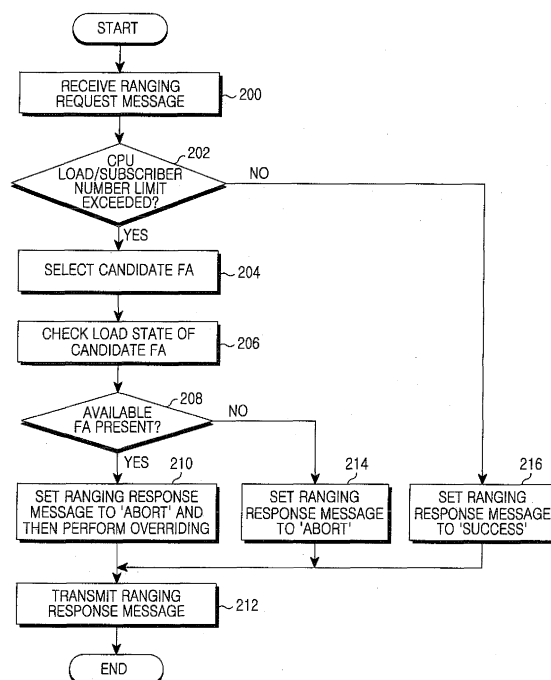 START
RECEIVE RANGING
REQUEST MESSAGE
200
202
CPU
LOAD/SUBSCRIBER
NUMBER LIMIT
EXCEEDED?
NO
YES
SELECT CANDIDATE FA
204
CHECK LOAD STATE OF
CANDIDATE FA
206
208
AVAILABLE
FA PRESENT?
NO
YES
210
SET RANGING RESPONSE
MESSAGE TO 'ABORT' AND
THEN PERFORM OVERRIDING
214
SET RANGING
RESPONSE MESSAGE
TO 'ABORT'
216
SET RANGING
RESPONSE MESSAGE
TO 'SUCCESS'
TRANSMIT RANGING
RESPONSE MESSAGE
212
END